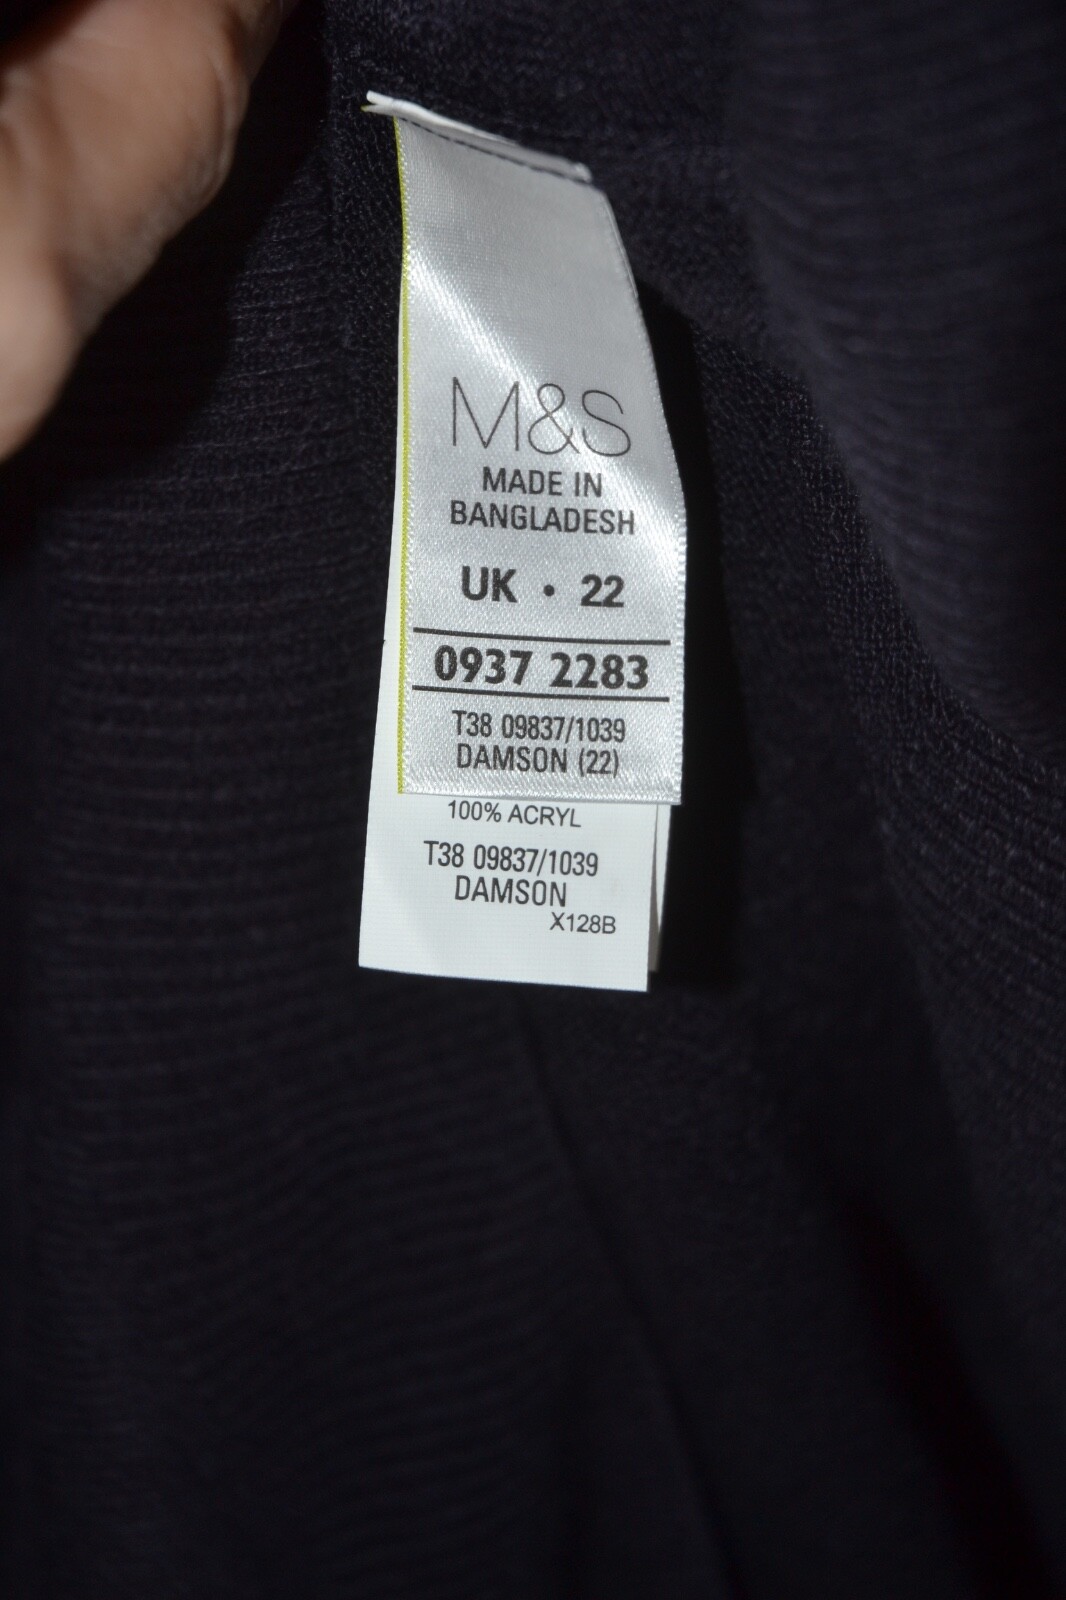 M&S
MADE IN
BANGLADESH
UK · 22
0937 2283
T38 09837/1039
DAMSON (22)
100% ACRYL
T38 09837/1039
DAMSON
X128B